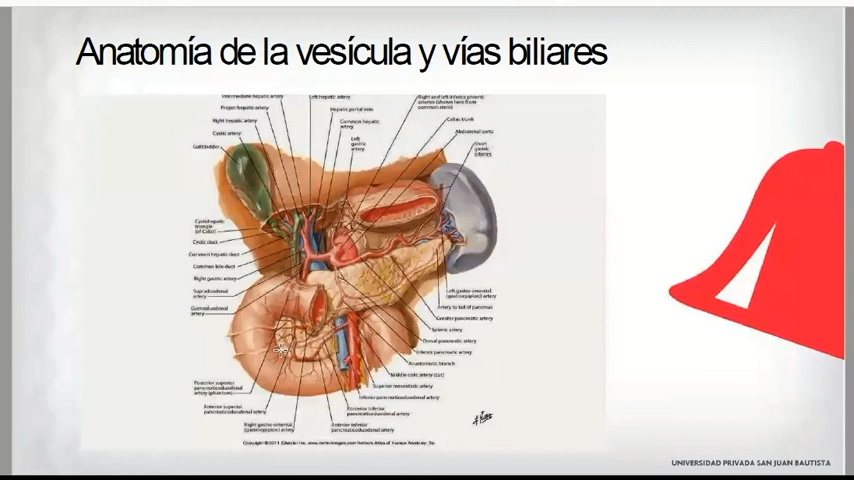 Anatomía de la vesícula y vías biliares
Intermediate hepatic artery
Left hepatic artery
Right and left inferior phrenic
arteries (shown here from
common stem)
Proper hepatic artery
Hepatic portal vein
Right hepatic artery
Common hepatic
artery
Celiac trunk
Cystic artery
Abdominal aorta
Left
gastric
artery
Gallbladder
Short
gastric
Cystohepatic
triangle
(of Calot)
Cystic duct
Common hepatic duct
Common bile duct
Right gastric artery
Supraduodenal
artery
Gastroduodenal
artery
Left gastro-omental
(gastroepiploic) artery
Artery to tail of pancreas
Greater pancreatic artery
Splenic artery
Dorsal pancreatic artery
Inferior pancreatic artery
Anastomotic branch
Middle colic artery (cut)
Superior mesenteric artery
Inferior pancreaticoduodenal artery
Posterior superior
pancreaticoduodenal
artery (phantom)
Anterior superior
pancreaticoduodenal artery
Posterior inferior
pancreaticoduodenal artery
Right gastro-omental
(gastroepiploic) artery
Anterior inferior
pancreaticoduodenal artery
UNIVERSIDAD PRIVADA SAN JUAN BAUTISTA